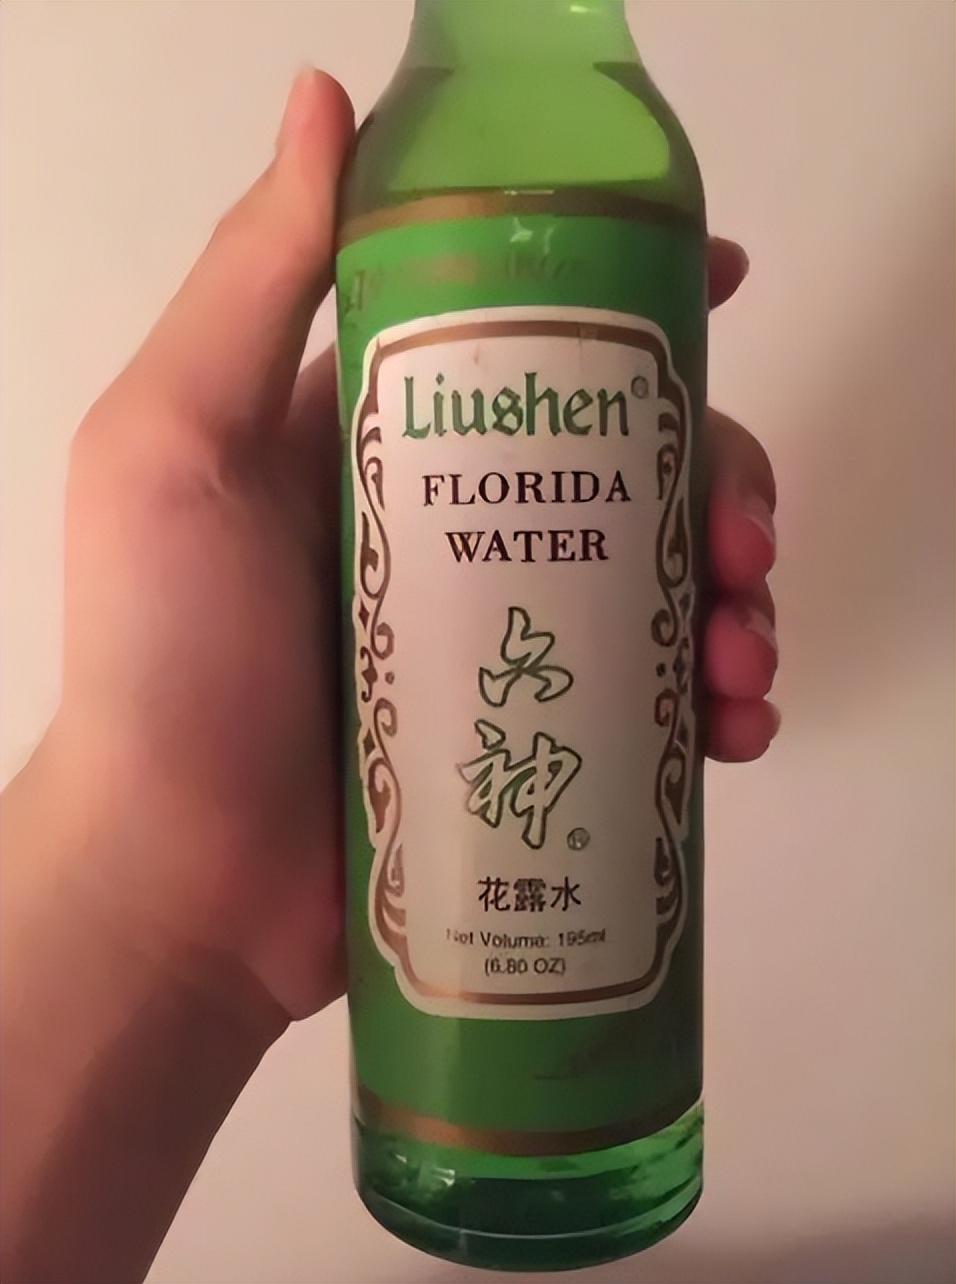 Liushen®
FLORIDA
WATER
六
神
®
花露水
Net Volume: 195ml
(6.80 OZ)